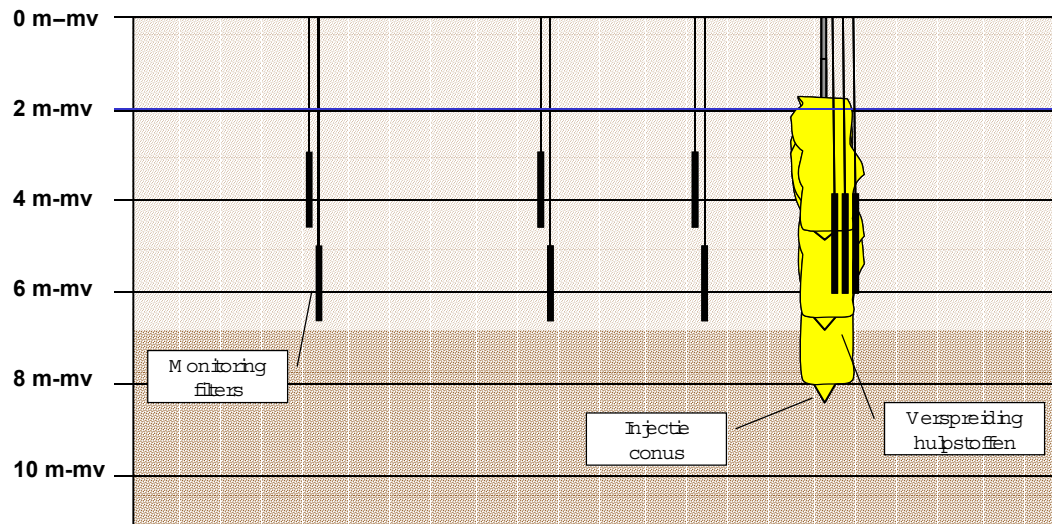 0 m–mv
2 m-mv
4 m-mv
6 m-mv
8 m-mv
10 m-mv
Monitoring
filters
Injectie
conus
Verspreiding
hulpstoffen